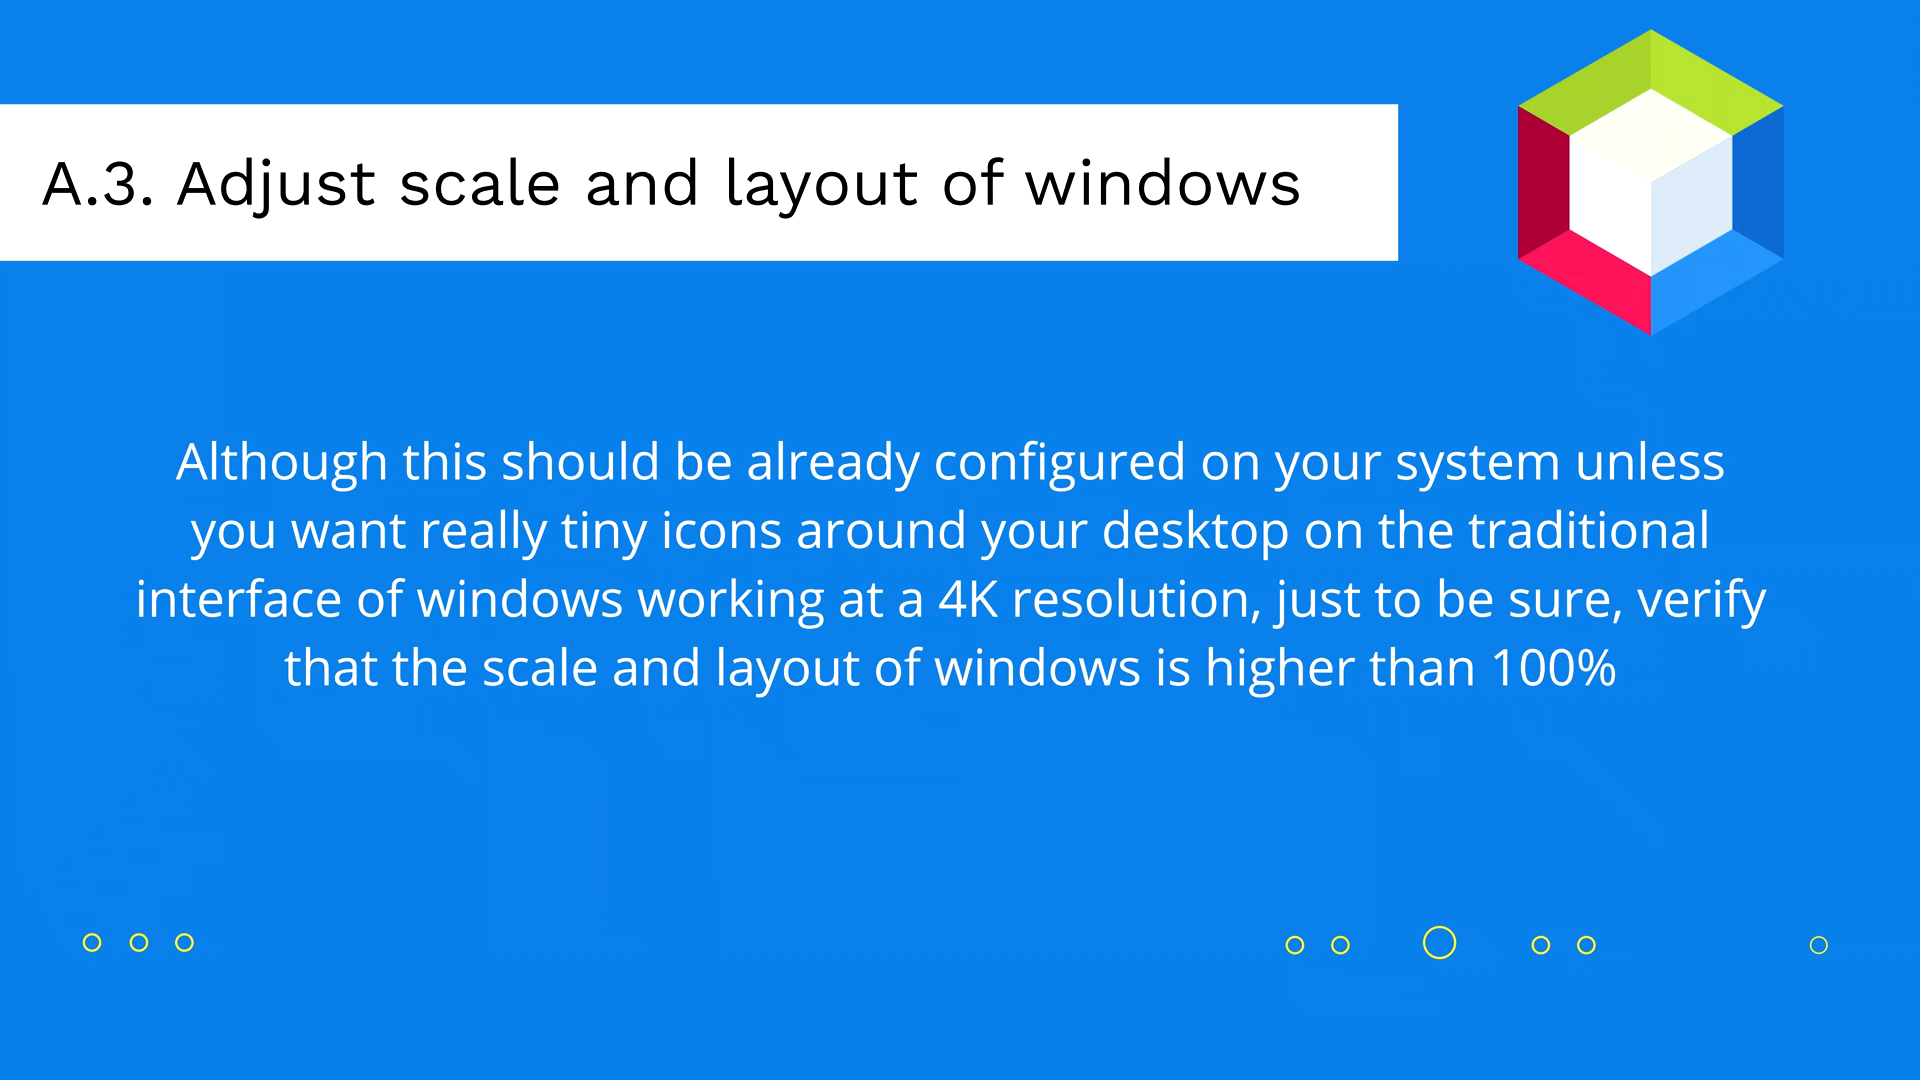 A.3. Adjust scale and layout of windows
Although this should be already configured on your system unless
you want really tiny icons around your desktop on the traditional
interface of windows working at a 4K resolution, just to be sure, verify
that the scale and layout of windows is higher than 100%